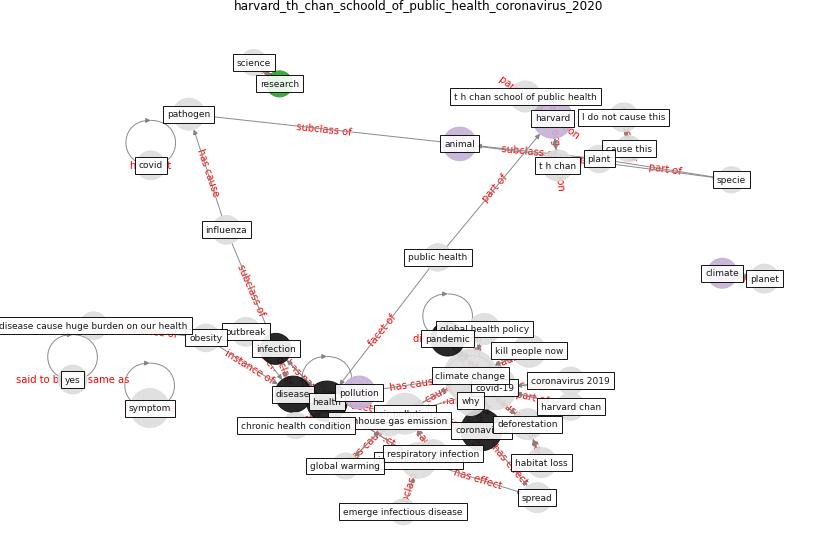 harvard_th_chan_schoold_of_public_health_coronavirus_2020
science
research
t h chan school of public health
pathogen
harvard
I do not cause this
subclass of
animal
cause this
subclass
plant
covid
t h chan
part of
specie
has cause
part of
influenza
public health
climate
planet
subclass of
facet of
disease cause huge burden on our health
outbreak
global health policy
obesity
pandemic
infection
kill people now
instance of
yes
said to b
same as
climate change
coronavirus 2019
has caus
covid-19
disease
pollution
health
why
part
symptom
harvard chan
chronic health condition
house gas emission
deforestation
respiratory infection
global warming
habitat loss
has effect
spread
emerge infectious disease